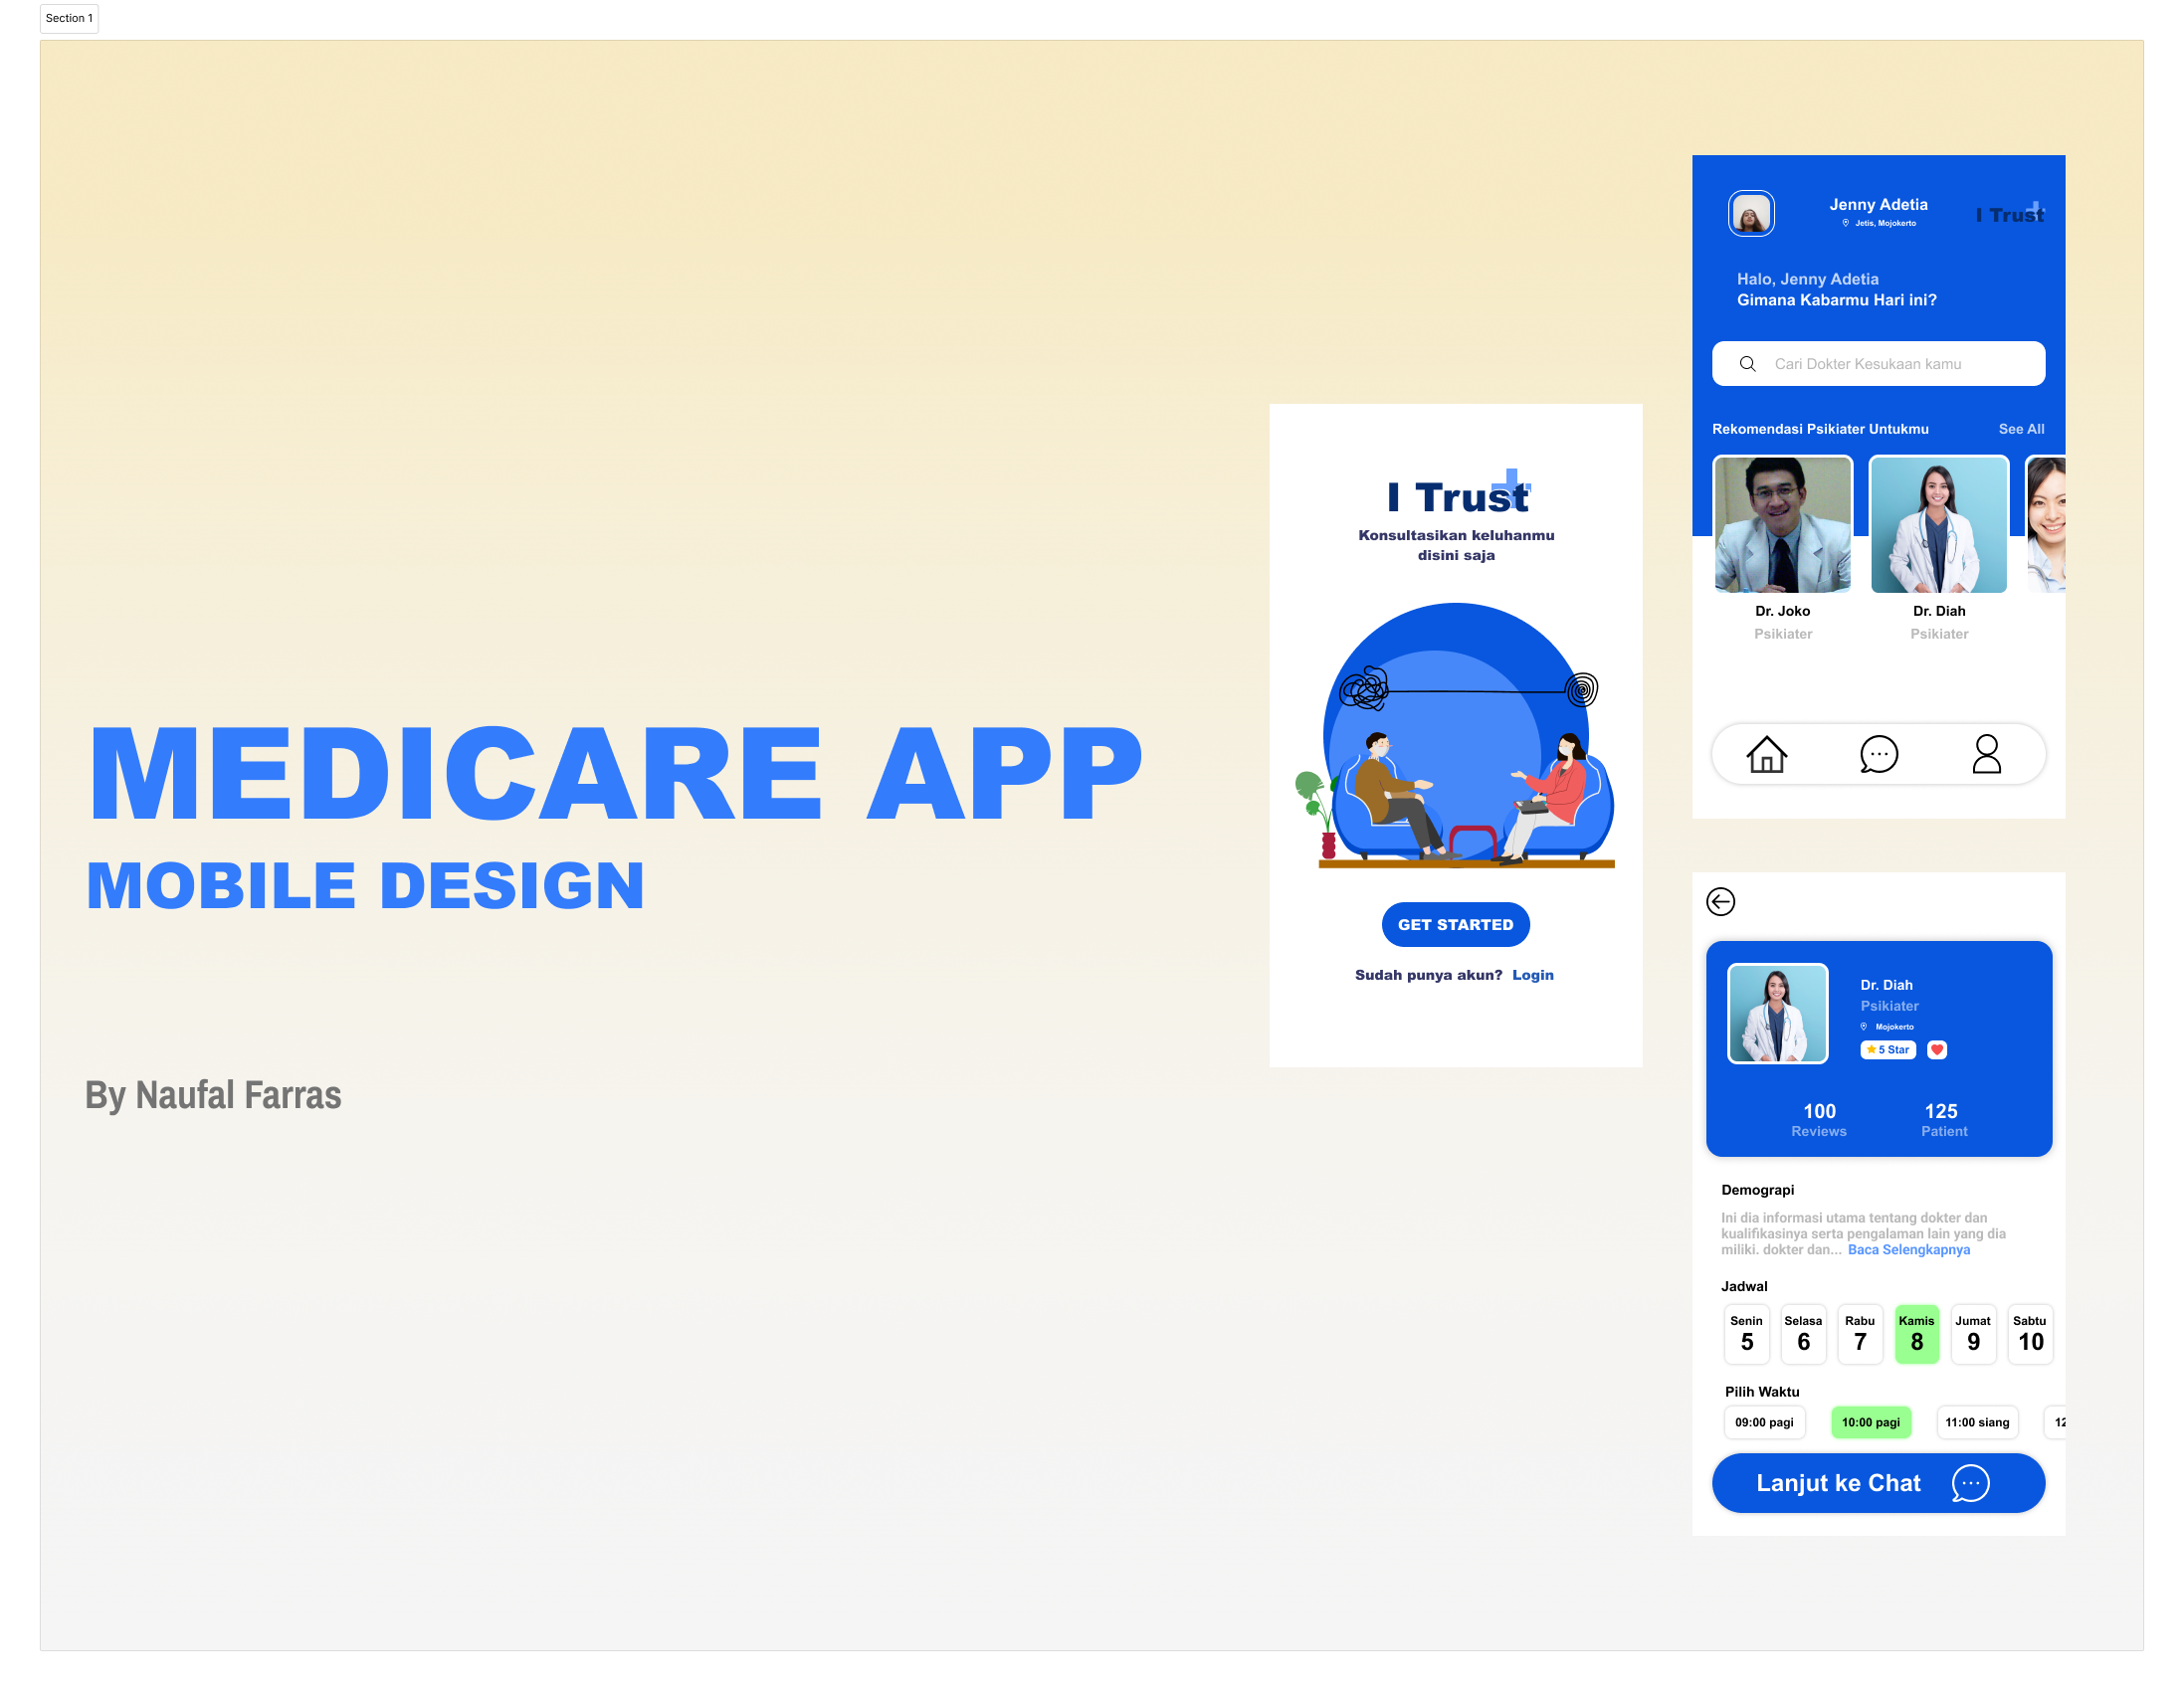 Section 1
MEDICARE APP
MOBILE DESIGN
By Naufal Farras
I Trust
Konsultasikan keluhanmu
disini saja
GET STARTED
Sudah punya akun? Login
Jenny Adetia
Jetis, Mojokerto
I Trust
Halo, Jenny Adetia
Gimana Kabarmu Hari ini?
Cari Dokter Kesukaan kamu
Rekomendasi Psikiater Untukmu See All
Dr. Joko
Psikiater
Dr. Diah
Psikiater
Dr. Diah
Psikiater
Mojokerto
5 Star
100
Reviews
125
Patient
Demograpi
Ini dia informasi utama tentang dokter dan
kualifikasinya serta pengalaman lain yang dia
miliki. dokter dan... Baca Selengkapnya
Jadwal
Senin
5
Selasa
6
Rabu
7
Kamis
8
Jumat
9
Sabtu
10
Pilih Waktu
09:00 pagi
10:00 pagi
11:00 siang
12
Lanjut ke Chat